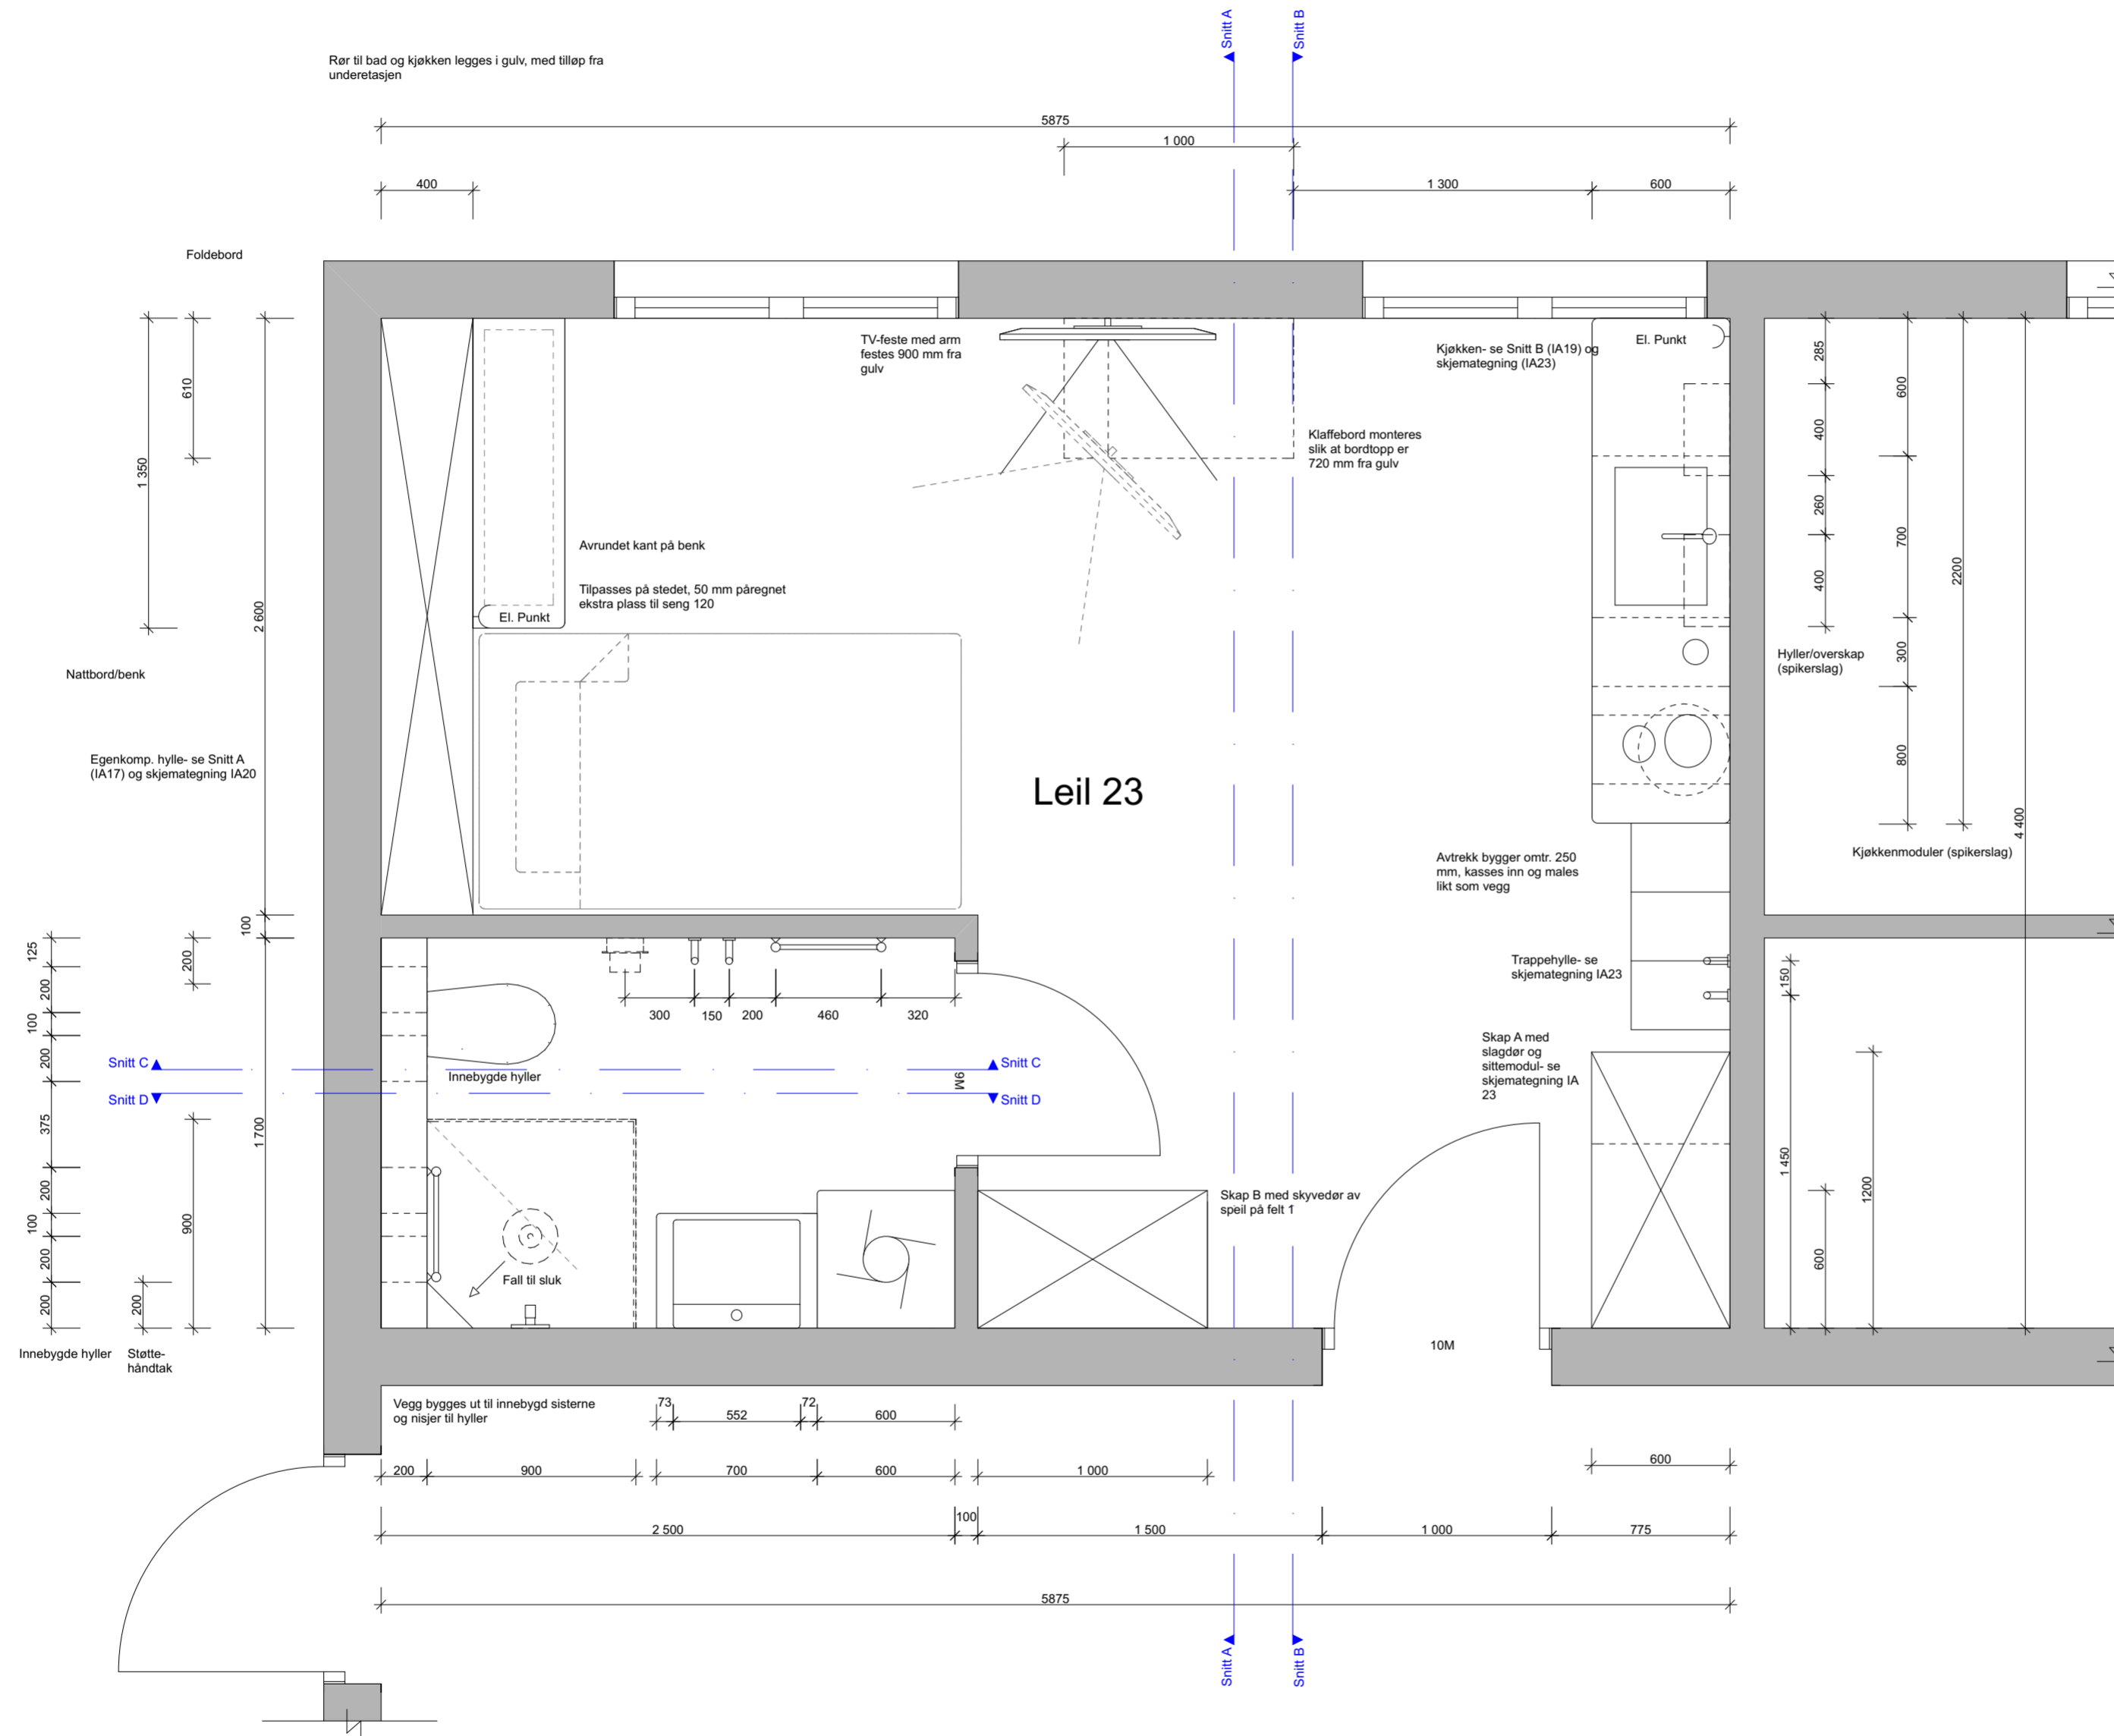 Snitt A
Snitt B
Rør til bad og kjøkken legges i gulv, med tilløp fra
underetasjen
5875
1 000
400
1 300
600
Foldebord
TV-feste med arm
festes 900 mm fra
gulv
Kjøkken- se Snitt B (IA19) og
skjemategning (IA23)
El. Punkt
285
610
600
400
Klaffebord monteres
slik at bordtopp er
720 mm fra gulv
1 350
260
700
Avrundet kant på benk
2200
400
Tilpasses på stedet, 50 mm påregnet
ekstra plass til seng 120
El. Punkt
2 600
300
Hyller/overskap
(spikerslag)
Nattbord/benk
800
Egenkomp. hylle- se Snitt A
(IA17) og skjemategning IA20
Leil 23
4 400
Kjøkkenmoduler (spikerslag)
Avtrekk bygger omtr. 250
mm, kasses inn og males
likt som vegg
100
125
200
Trappehylle- se
skjemategning IA23
150
200
300
150
200
460
320
100
200
Skap A med
slagdør og
sittemodul- se
skjemategning IA
23
Snitt C
Snitt C
Innebygde hyller
9M
Snitt D
Snitt D
375
1 700
1 450
200
1200
Skap B med skyvedør av
speil på felt 1
100
900
200
600
Fall til sluk
200
200
10M
Innebygde hyller
Støtte-
håndtak
Vegg bygges ut til innebygd sisterne
og nisjer til hyller
73
552
72
600
200
900
700
600
1 000
600
100
2 500
1 500
1 000
775
5875
Snitt A
Snitt B